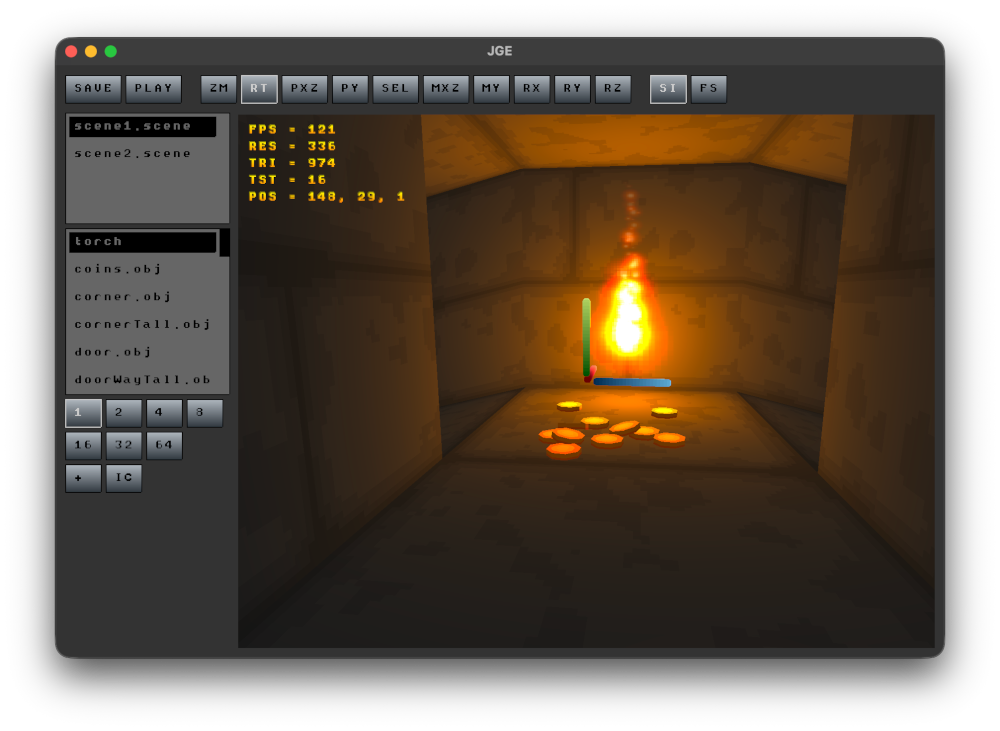 JGE
SAVE PLAY ZM RT PXZ PY SEL MXZ MY RX RY RZ SI FS
scene1.scene
scene2.scene
torch
coins.obj
corner.obj
cornerTall.obj
door.obj
doorWayTall.ob
1 2 4 8
16 32 64
+ IC
FPS = 121
RES = 336
TRI = 974
TST = 16
POS = 148, 29, 1